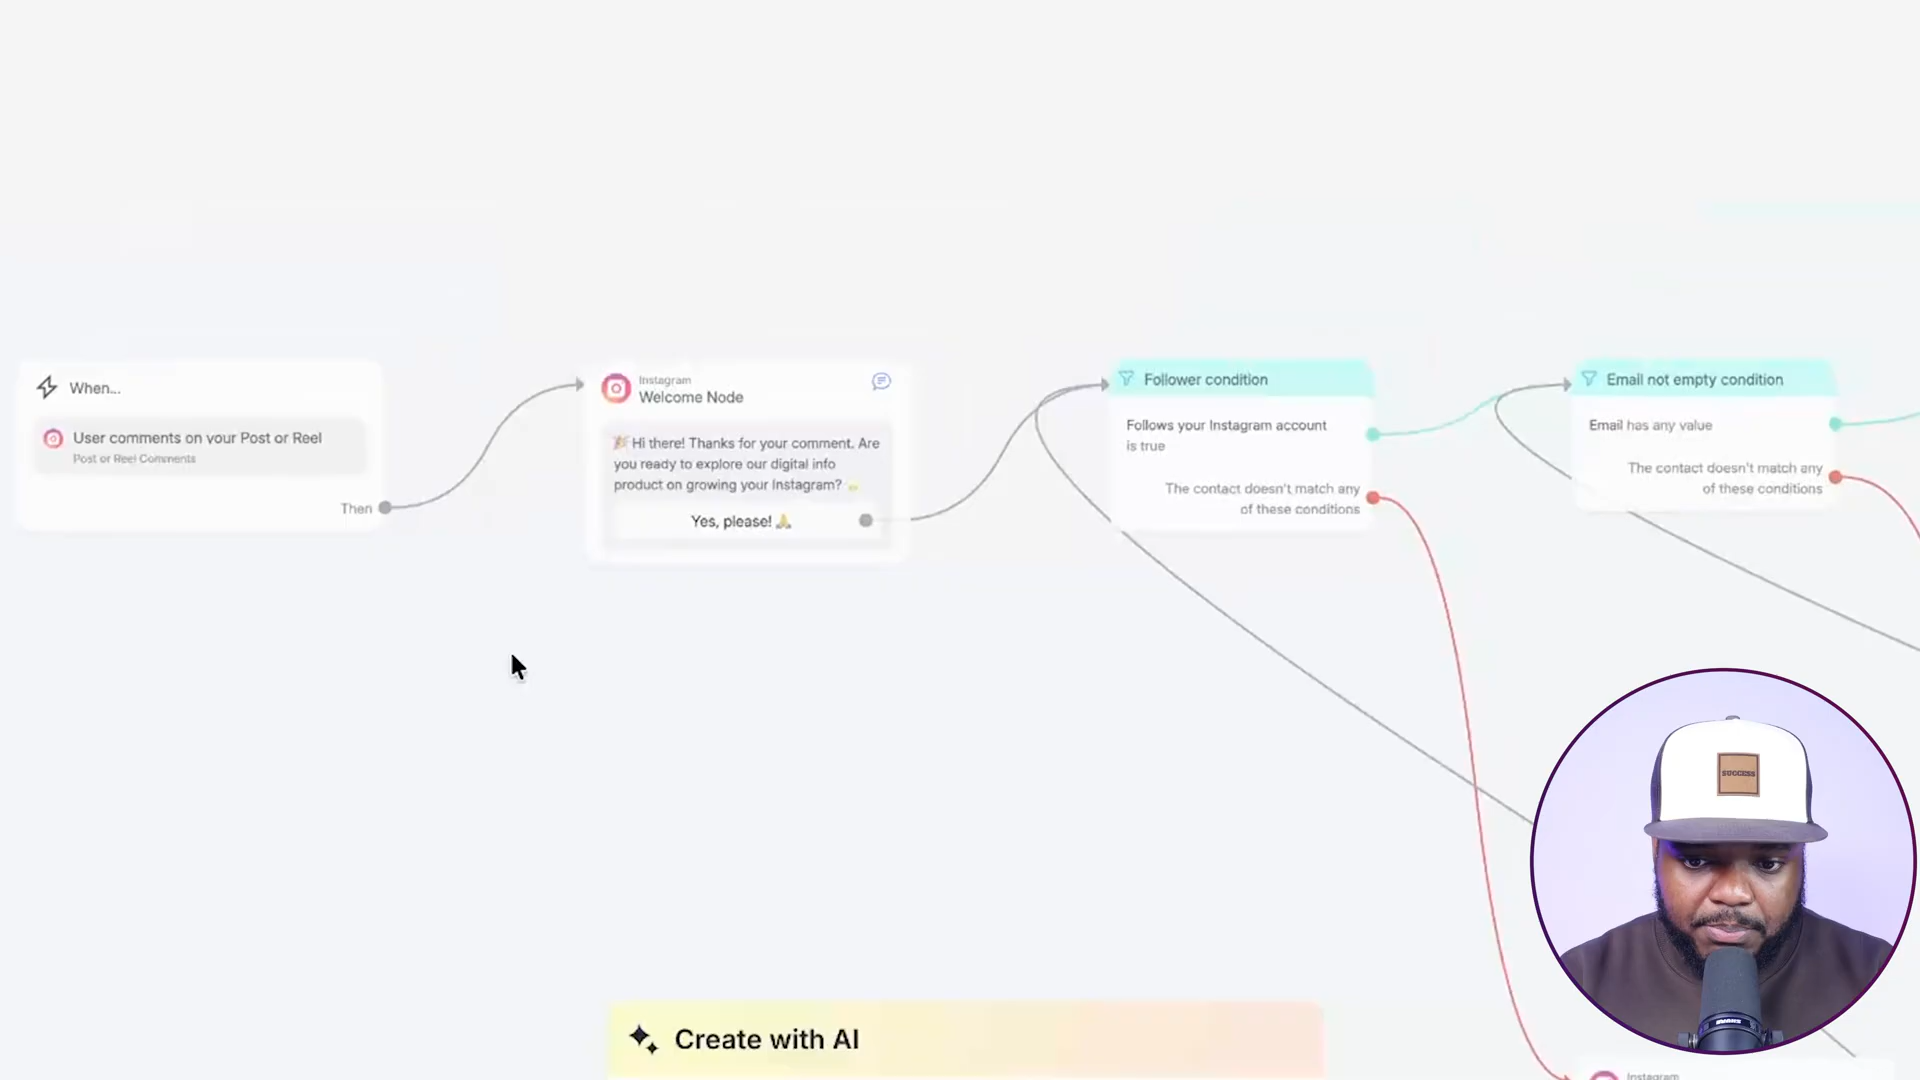 When...
User comments on your Post or Reel
Post or Reel Comments
Then
Instagram
Welcome Node
Hi there! Thanks for your comment. Are
you ready to explore our digital info
product on growing your Instagram?
Yes, please!
Follower condition
Follows your Instagram account
is true
The contact doesn't match any
of these conditions
Email not empty condition
Email has any value
The contact doesn't match any
of these conditions
SUCCESS
Create with AI
Instagram